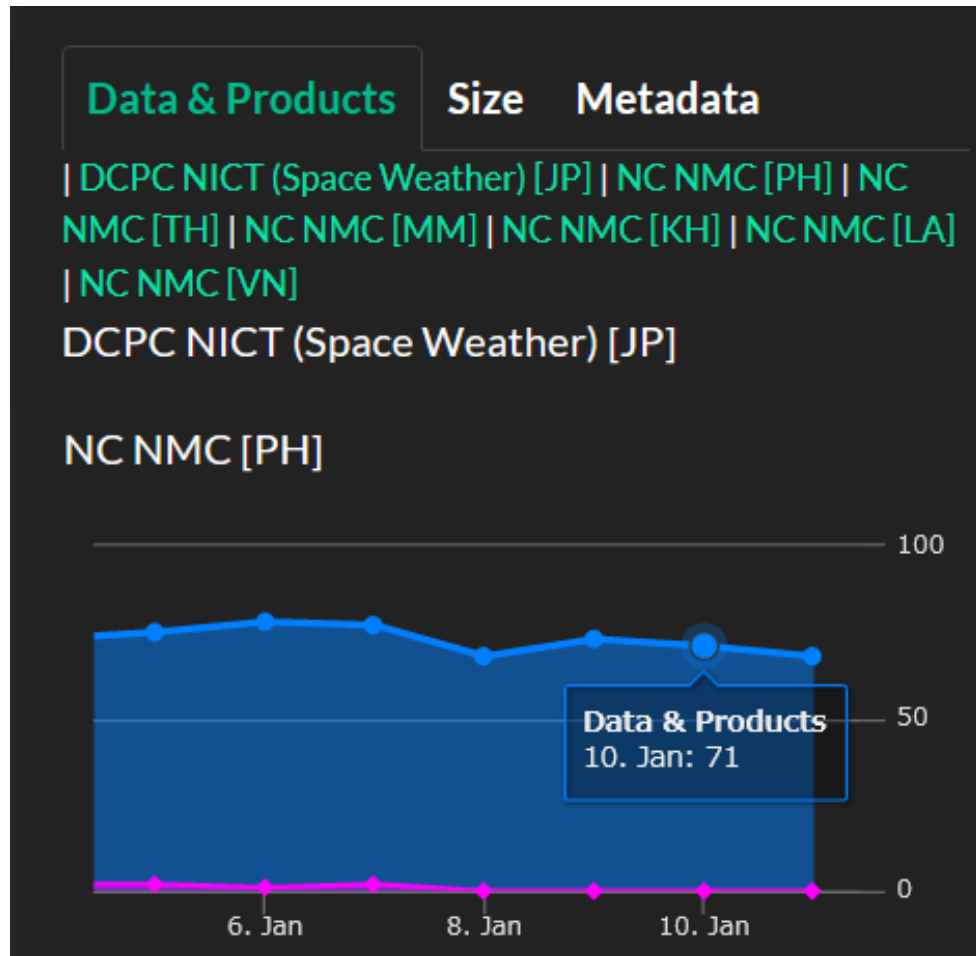 Data & Products Size Metadata
| DCPC NICT (Space Weather) [JP] | NC NMC [PH] | NC
NMC [TH] | NC NMC [MM] | NC NMC [KH] | NC NMC [LA]
| NC NMC [VN]
DCPC NICT (Space Weather) [JP]
NC NMC [PH]
100
50
Data & Products
10. Jan: 71
0
6. Jan 8. Jan 10. Jan